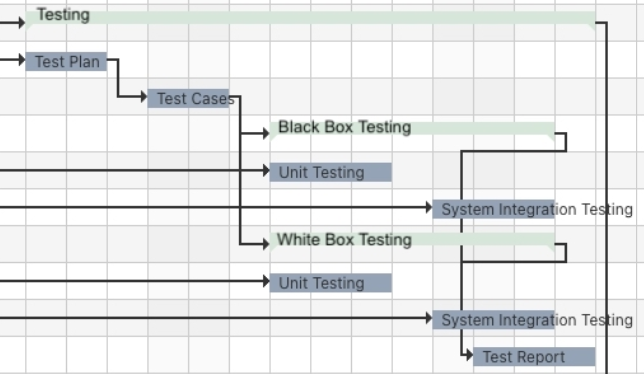 Testing
Test Plan
Test Cases
Black Box Testing
Unit Testing
System Integration Testing
White Box Testing
Unit Testing
System Integration Testing
Test Report